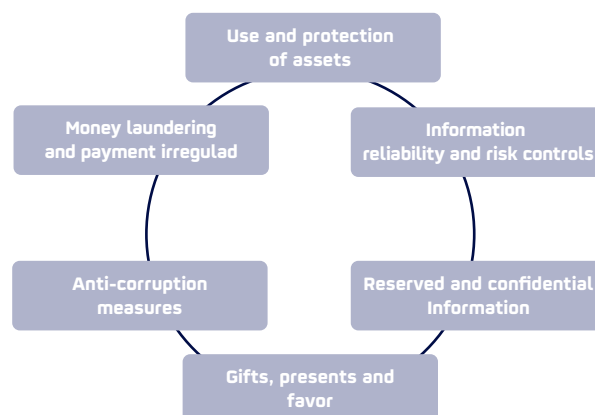 Use and protection
of assets
Money laundering
and payment irregulad
Information
reliability and risk controls
Anti-corruption
measures
Reserved and confidential
Information
Gifts, presents and
favor